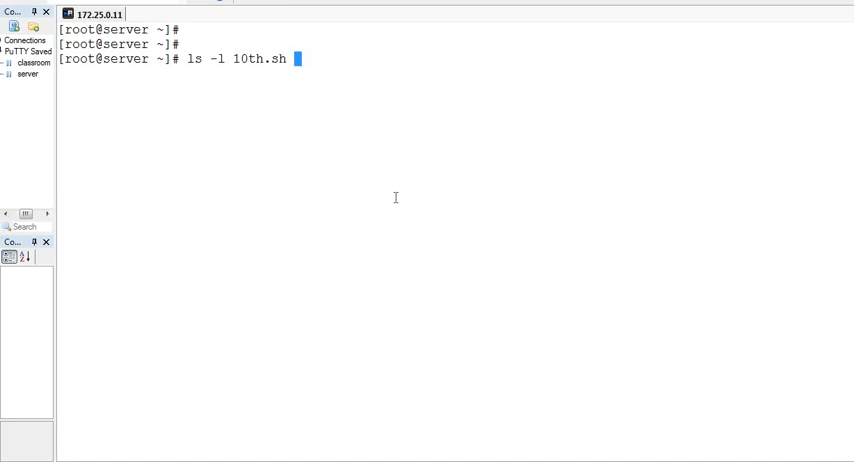 Co...
172.25.0.11
Connections
PuTTY Saved
classroom
server
Search
Co...
[root@server ~]#
[root@server ~]#
[root@server ~]# ls -l 10th.sh